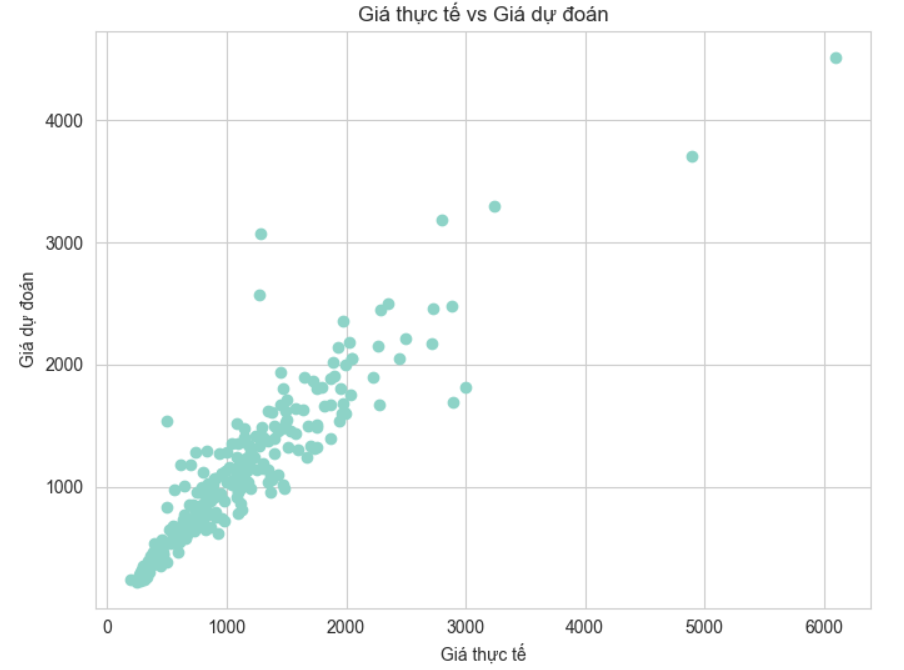 Giá thực tế vs Giá dự đoán
Giá dự đoán
4000
3000
2000
1000
0 1000 2000 3000 4000 5000 6000
Giá thực tế